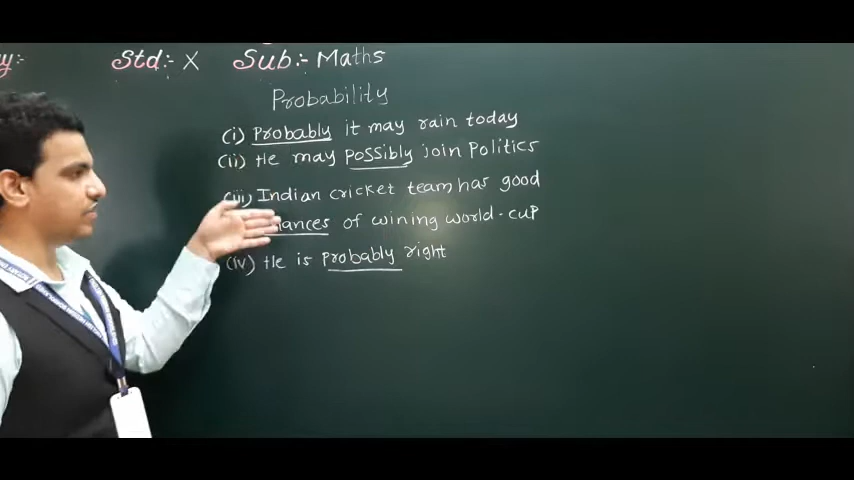 Std:- X Sub:- Maths
Probability
(i) Probably it may rain today
(ii) He may possibly join Politics
(iii) Indian cricket team has good
of wining world-cup
(iv) He is probably right